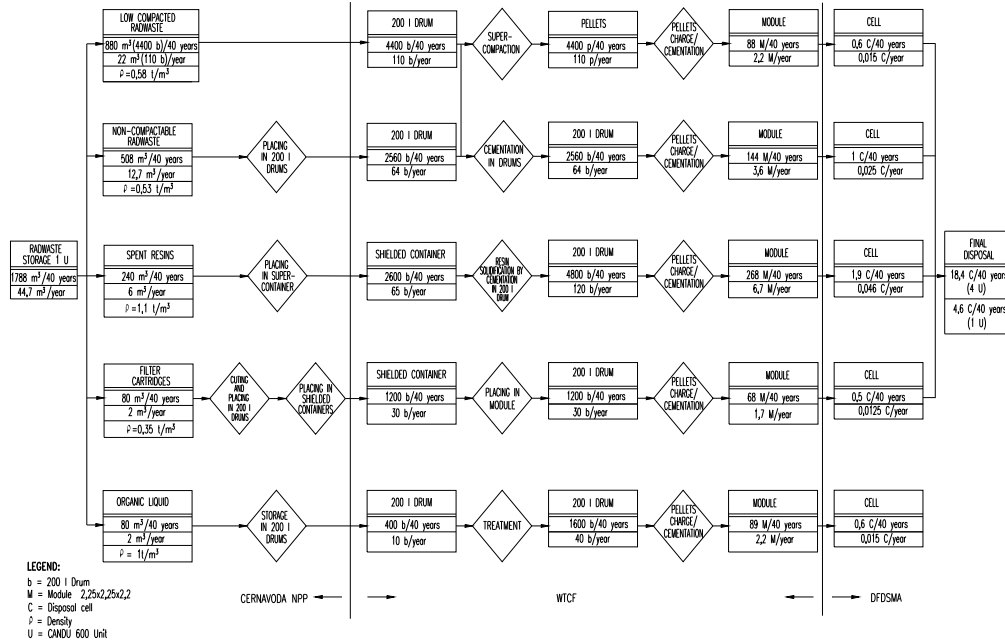 RADWASTE
STORAGE 1 U
1788 m³/40 years
44,7 m³/year
LOW COMPACTED
RADWASTE
880 m³(4400 b)/40 years
22 m³(110 b)/year
ρ=0,58 t/m³
200 l DRUM
4400 b/40 years
110 b/year
SUPER-
COMPACTION
PELLETS
4400 p/40 years
110 p/year
PELLETS
CHARGE/
CEMENTATION
MODULE
88 M/40 years
2,2 M/year
CELL
0,6 C/40 years
0,015 C/year
NON-COMPACTABLE
RADWASTE
508 m³/40 years
12,7 m³/year
ρ=0,53 t/m³
PLACING
IN 200 l
DRUMS
200 l DRUM
2560 b/40 years
64 b/year
CEMENTATION
IN DRUMS
200 l DRUM
2560 b/40 years
64 b/year
PELLETS
CHARGE/
CEMENTATION
MODULE
144 M/40 years
3,6 M/year
CELL
1 C/40 years
0,025 C/year
SPENT RESINS
240 m³/40 years
6 m³/year
ρ=1,1 t/m³
PLACING
IN SUPER-
CONTAINER
SHIELDED CONTAINER
2600 b/40 years
65 b/year
RESIN
SOLIDIFICATION BY
CEMENTATION
IN 200 l
DRUM
200 l DRUM
4800 b/40 years
120 b/year
PELLETS
CHARGE/
CEMENTATION
MODULE
268 M/40 years
6,7 M/year
CELL
1,9 C/40 years
0,046 C/year
FINAL
DISPOSAL
18,4 C/40 years
(4 U)
4,6 C/40 years
(1 U)
FILTER
CARTRIDGES
80 m³/40 years
2 m³/year
ρ=0,35 t/m³
CUTING
AND
PLACING
IN 200 l
DRUMS
PLACING IN
SHIELDED
CONTAINERS
SHIELDED CONTAINER
1200 b/40 years
30 b/year
PLACING IN
MODULE
200 l DRUM
1200 b/40 years
30 b/year
PELLETS
CHARGE/
CEMENTATION
MODULE
68 M/40 years
1,7 M/year
CELL
0,5 C/40 years
0,0125 C/year
ORGANIC LIQUID
80 m³/40 years
2 m³/year
ρ = 1t/m³
STORAGE
IN 200 l
DRUMS
200 l DRUM
400 b/40 years
10 b/year
TREATMENT
200 l DRUM
1600 b/40 years
40 b/year
PELLETS
CHARGE/
CEMENTATION
MODULE
89 M/40 years
2,2 M/year
CELL
0,6 C/40 years
0,015 C/year
LEGEND:
b = 200 l Drum
M = Module 2,25x2,25x2,2
C = Disposal cell
ρ = Density
U = CANDU 600 Unit
CERNAVODA NPP
WTCF
DFDSMA